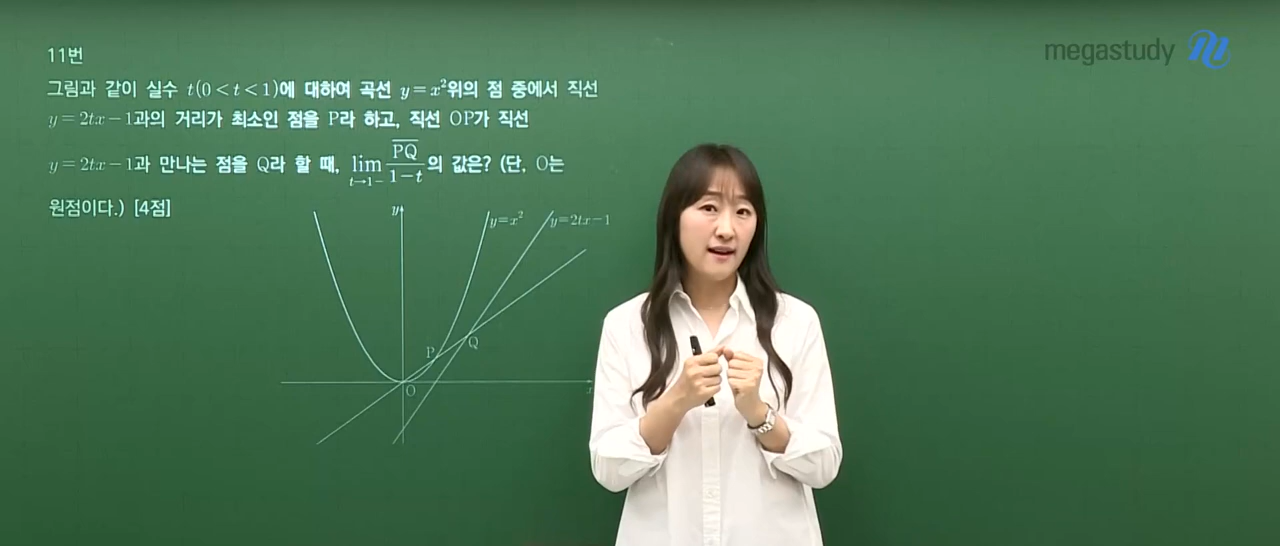 megastudy
11번
그림과 같이 실수 t(0<t<1)에 대하여 곡선 y=x²위의 점 중에서 직선
y=2tx-1과의 거리가 최소인 점을 P라 하고, 직선 OP가 직선
y=2tx-1과 만나는 점을 Q라 할 때, lim t→1- PQ/1-t의 값은? (단, O는
원점이다.) [4점]
y
y=x²
y=2tx-1
P
Q
O
x